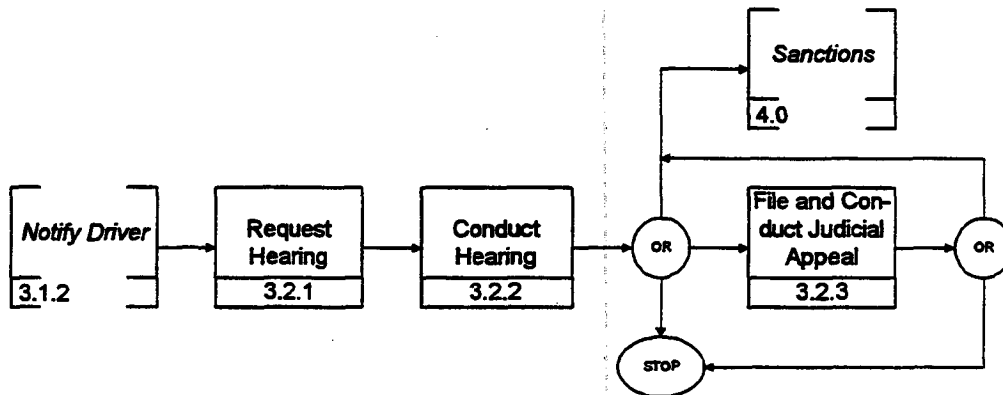 Sanctions
4.0
Notify Driver
3.1.2
Request
Hearing
3.2.1
Conduct
Hearing
3.2.2
OR
File and Con-
duct Judicial
Appeal
3.2.3
OR
STOP